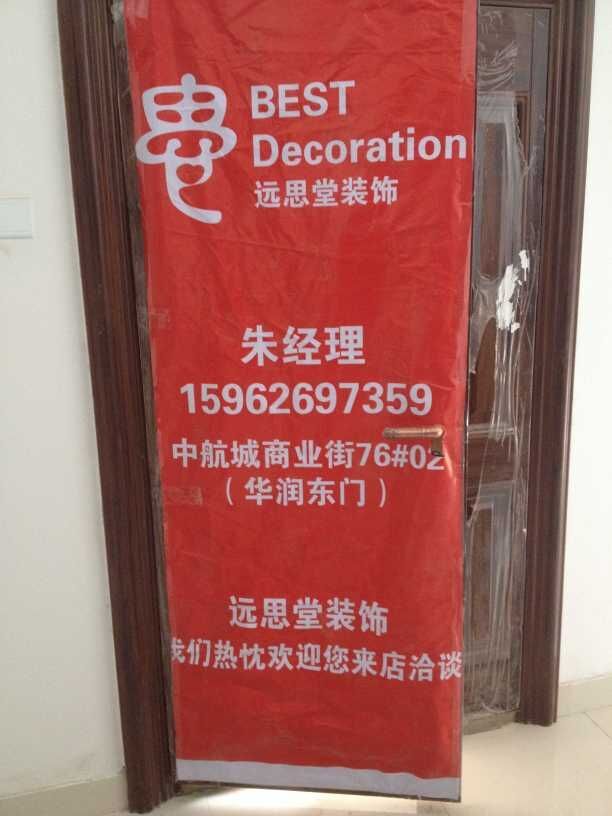 BEST
Decoration
远思堂装饰
朱经理
15962697359
中航城商业街76#02
(华润东门)
远思堂装饰
我们热忱欢迎您来店洽谈